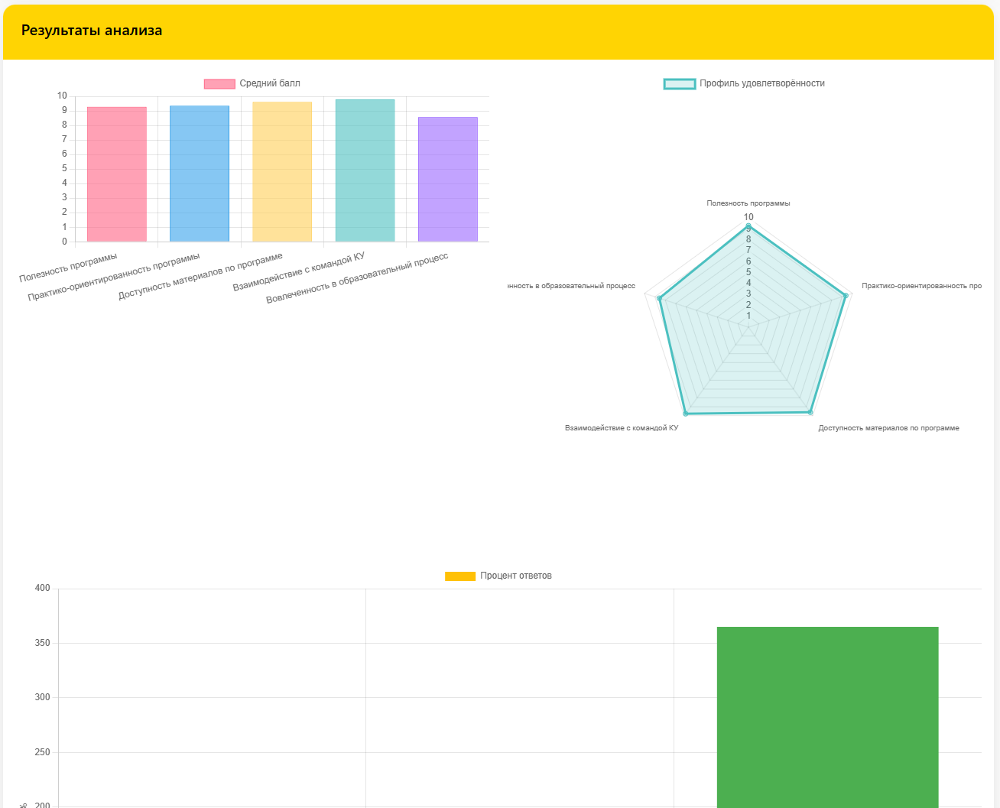 Результаты анализа
Средний балл
10
9
8
7
6
5
4
3
2
1
0
Полезность программы
Практико-ориентированность программы
Доступность материалов по программе
Взаимодействие с командой КУ
Вовлеченность в образовательный процесс
Профиль удовлетворённости
Полезность программы
10
9
8
7
6
5
4
3
2
1
енность в образовательный процесс
Практико-ориентированность про
Взаимодействие с командой КУ
Доступность материалов по программе
Процент ответов
400
350
300
250
200
%